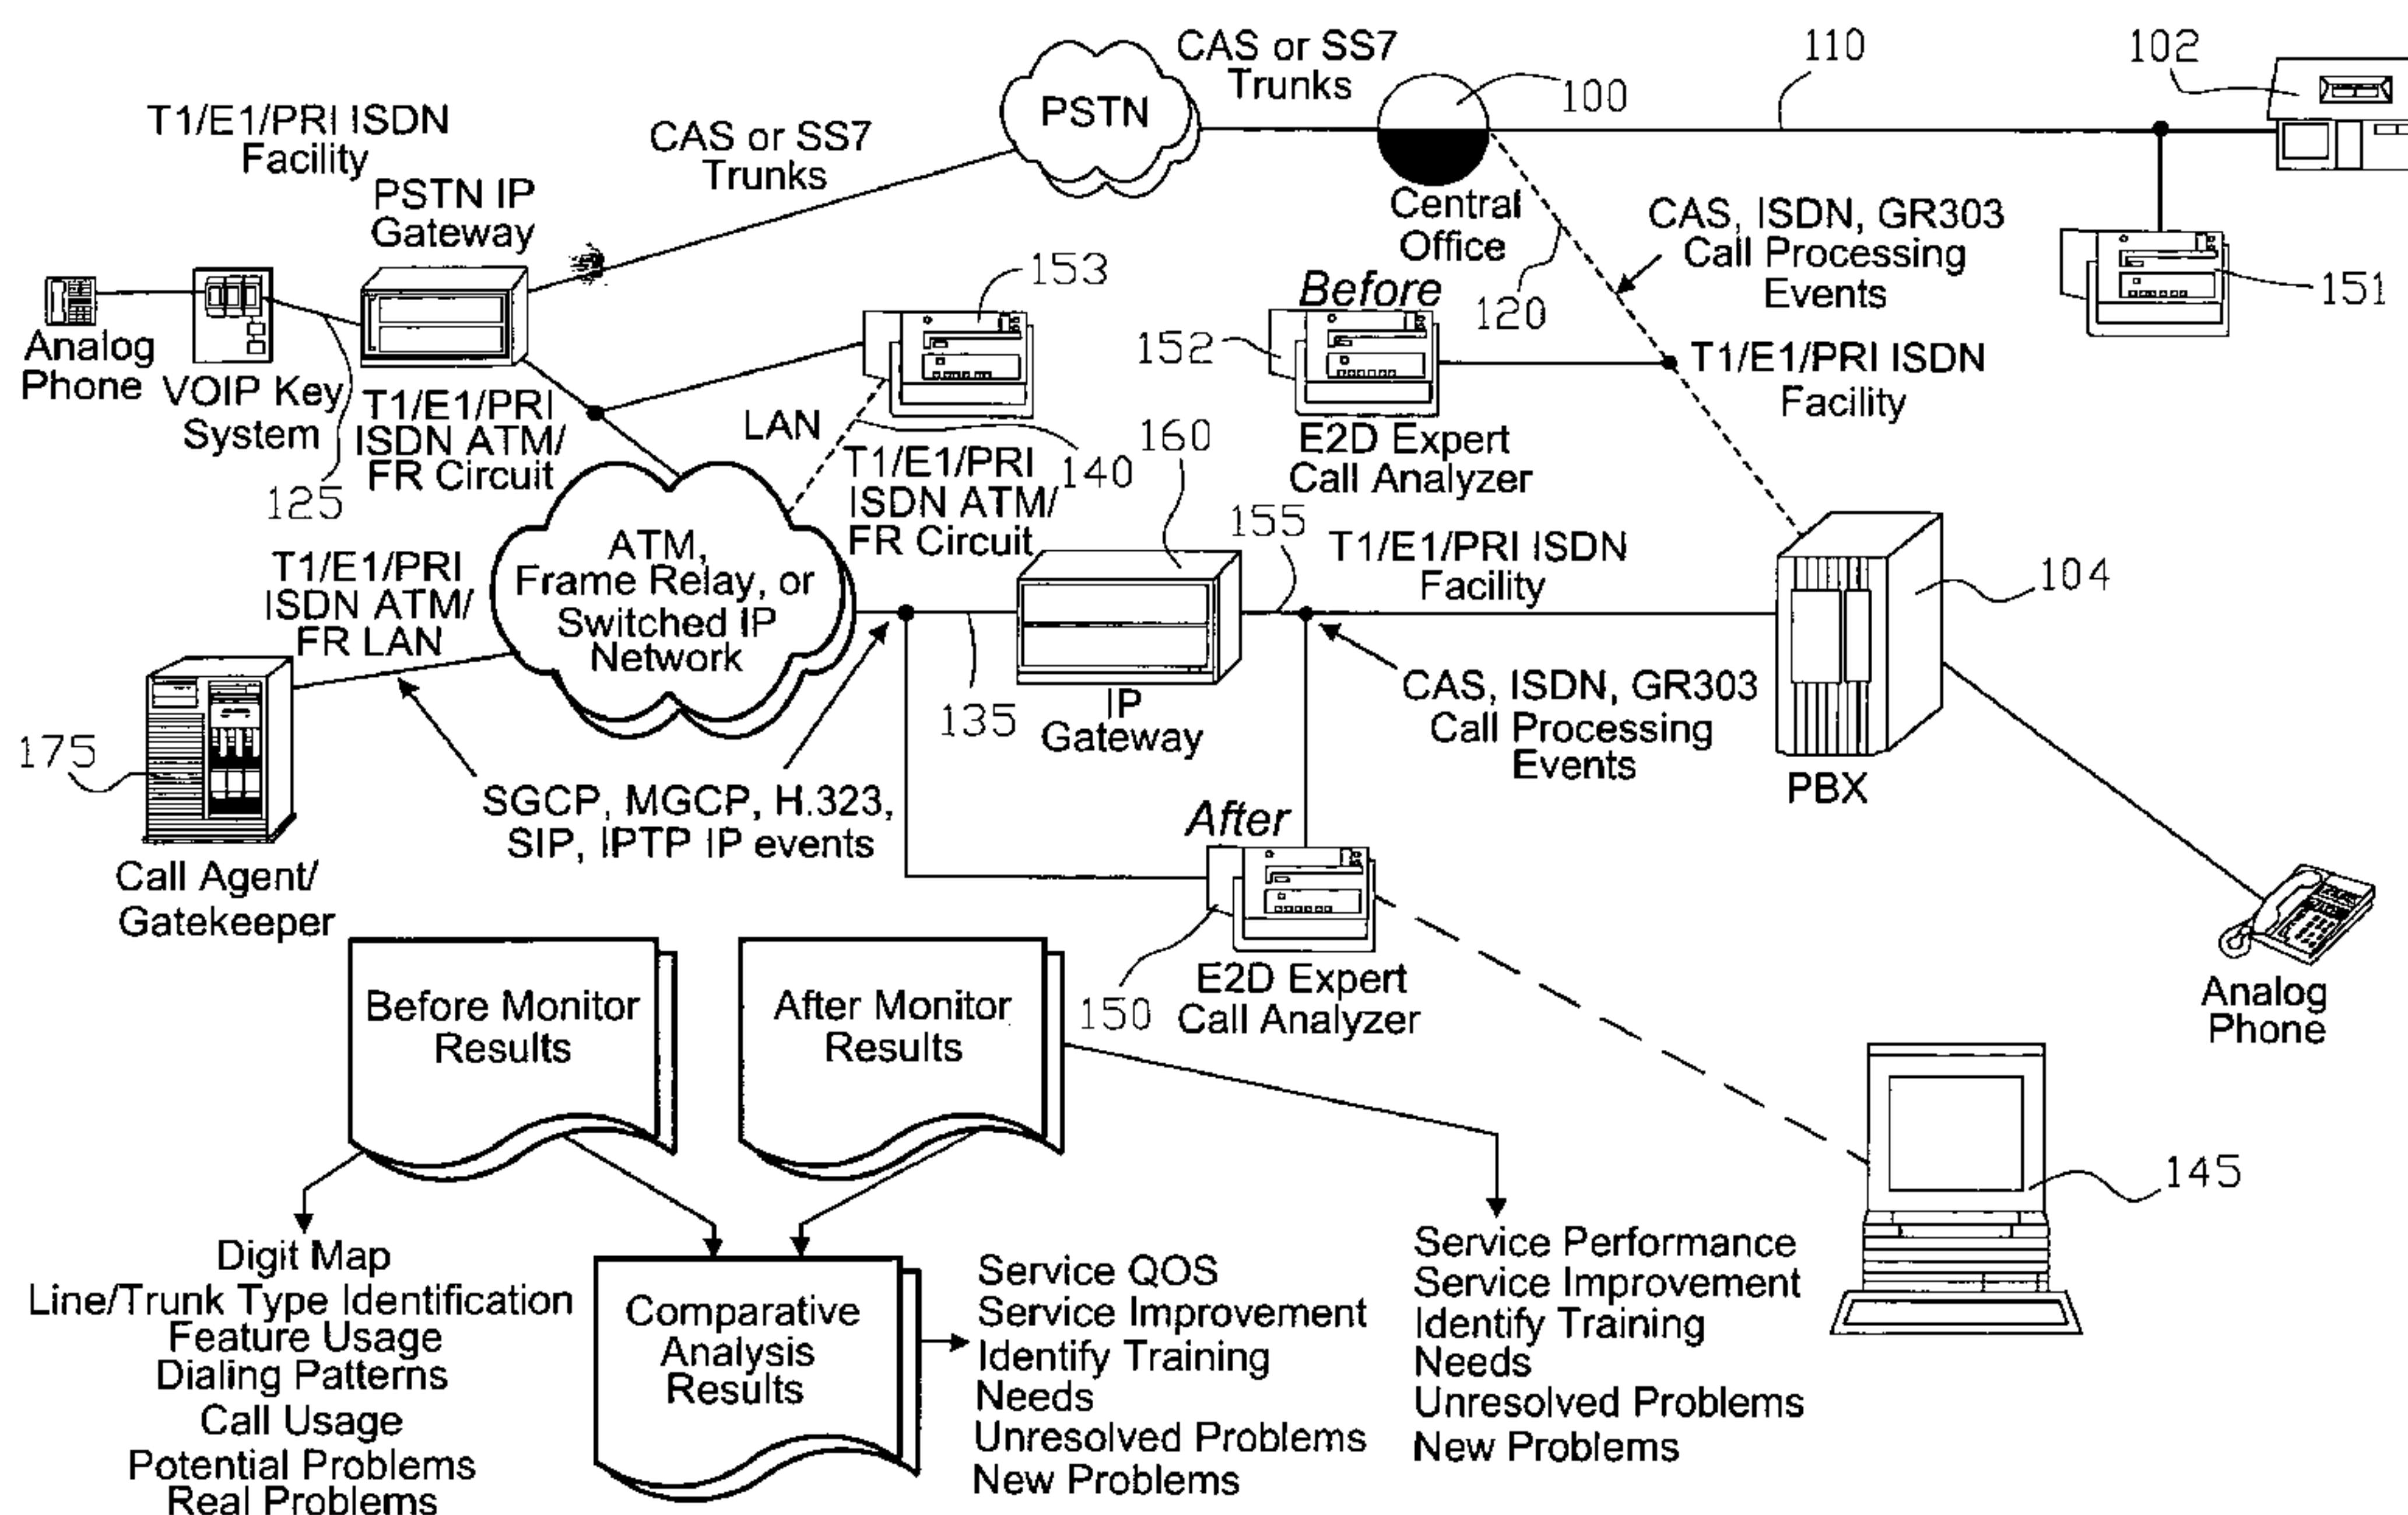 CAS or SS7
Trunks
110
102
100
PSTN
T1/E1/PRI ISDN
Facility
CAS or SS7
Trunks
PSTN IP
Gateway
Central
Office
CAS, ISDN, GR303
Call Processing
Events
151
153
Before
120
152
T1/E1/PRI ISDN
Facility
Analog
Phone
VOIP Key
System
T1/E1/PRI
ISDN ATM/
FR Circuit
125
LAN
140
T1/E1/PRI
ISDN ATM/
FR Circuit
160
E2D Expert
Call Analyzer
155
T1/E1/PRI ISDN
Facility
104
ATM,
Frame Relay, or
Switched IP
Network
T1/E1/PRI
ISDN ATM/
FR LAN
135
IP
Gateway
CAS, ISDN, GR303
Call Processing
Events
PBX
175
SGCP, MGCP, H.323,
SIP, IPTP IP events
After
Call Agent/
Gatekeeper
150
E2D Expert
Call Analyzer
Analog
Phone
Before Monitor
Results
After Monitor
Results
145
Digit Map
Line/Trunk Type Identification
Feature Usage
Dialing Patterns
Call Usage
Potential Problems
Real Problems
Comparative
Analysis
Results
Service QOS
Service Improvement
Identify Training
Needs
Unresolved Problems
New Problems
Service Performance
Service Improvement
Identify Training
Needs
Unresolved Problems
New Problems